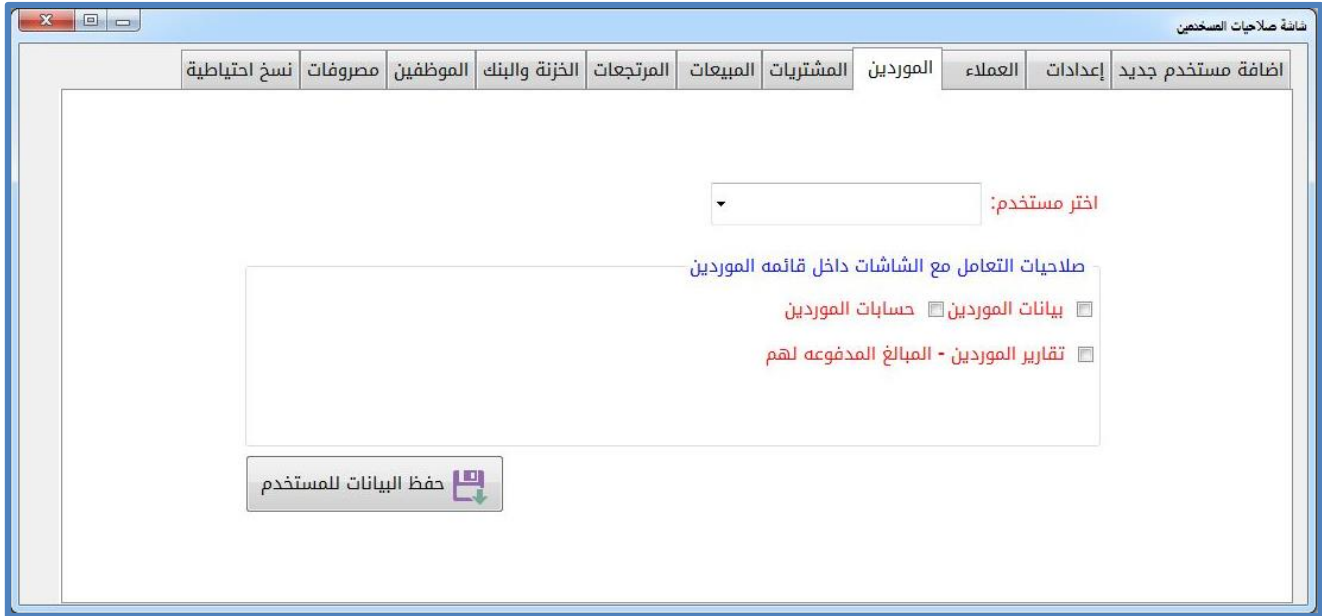 شاشة صلاحيات المسخدمين
اضافة مستخدم جديد إعدادات العملاء الموردين المشتريات المبيعات المرتجعات الخزنة والبنك الموظفين مصروفات نسخ احتياطية
اختر مستخدم:
صلاحيات التعامل مع الشاشات داخل قائمه الموردين
بيانات الموردين حسابات الموردين
تقارير الموردين - المبالغ المدفوعه لهم
حفظ البيانات للمستخدم